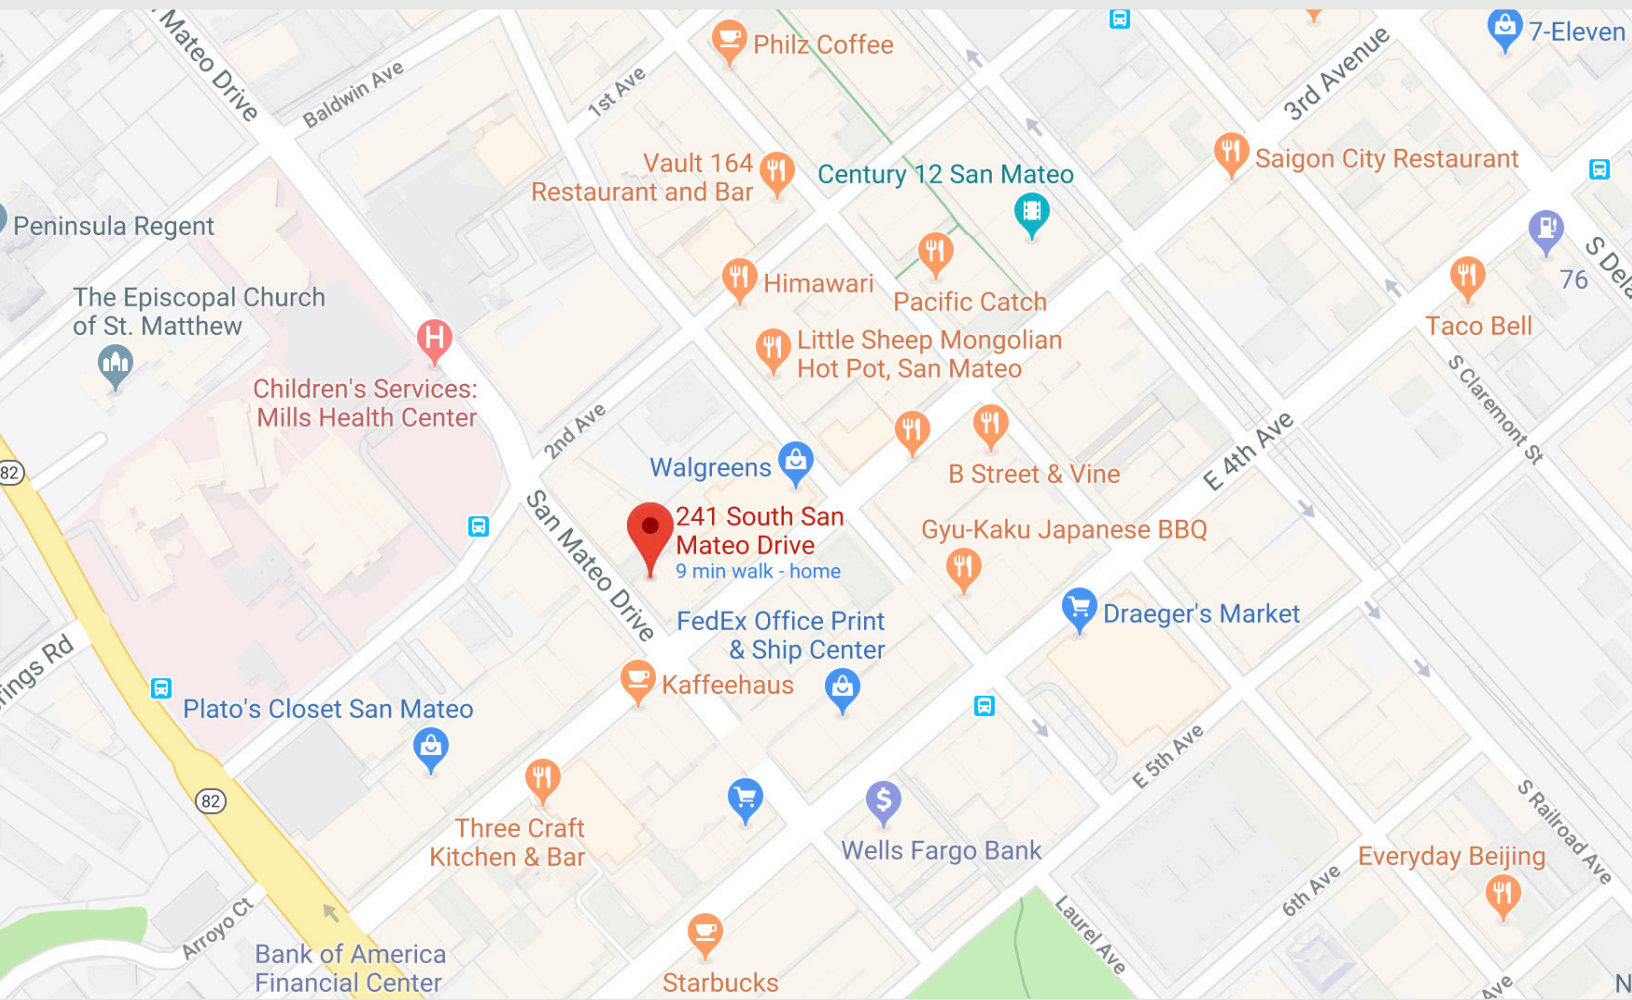 Mateo Drive
Baldwin Ave
1st Ave
Philz Coffee
3rd Avenue
7-Eleven
Vault 164
Restaurant and Bar
Century 12 San Mateo
Saigon City Restaurant
Peninsula Regent
Himawari
Pacific Catch
76
S Dela
The Episcopal Church
of St. Matthew
Taco Bell
Little Sheep Mongolian
Hot Pot, San Mateo
Children's Services:
Mills Health Center
2nd Ave
S Claremont St
82
Walgreens
B Street & Vine
E 4th Ave
San Mateo Drive
241 South San
Mateo Drive
9 min walk - home
Gyu-Kaku Japanese BBQ
FedEx Office Print
& Ship Center
Draeger's Market
ings Rd
Kaffeehaus
Plato's Closet San Mateo
82
E 5th Ave
Three Craft
Kitchen & Bar
Wells Fargo Bank
S Railroad Ave
Everyday Beijing
6th Ave
Arroyo Ct
Laurel Ave
Bank of America
Financial Center
Starbucks
Ave
N